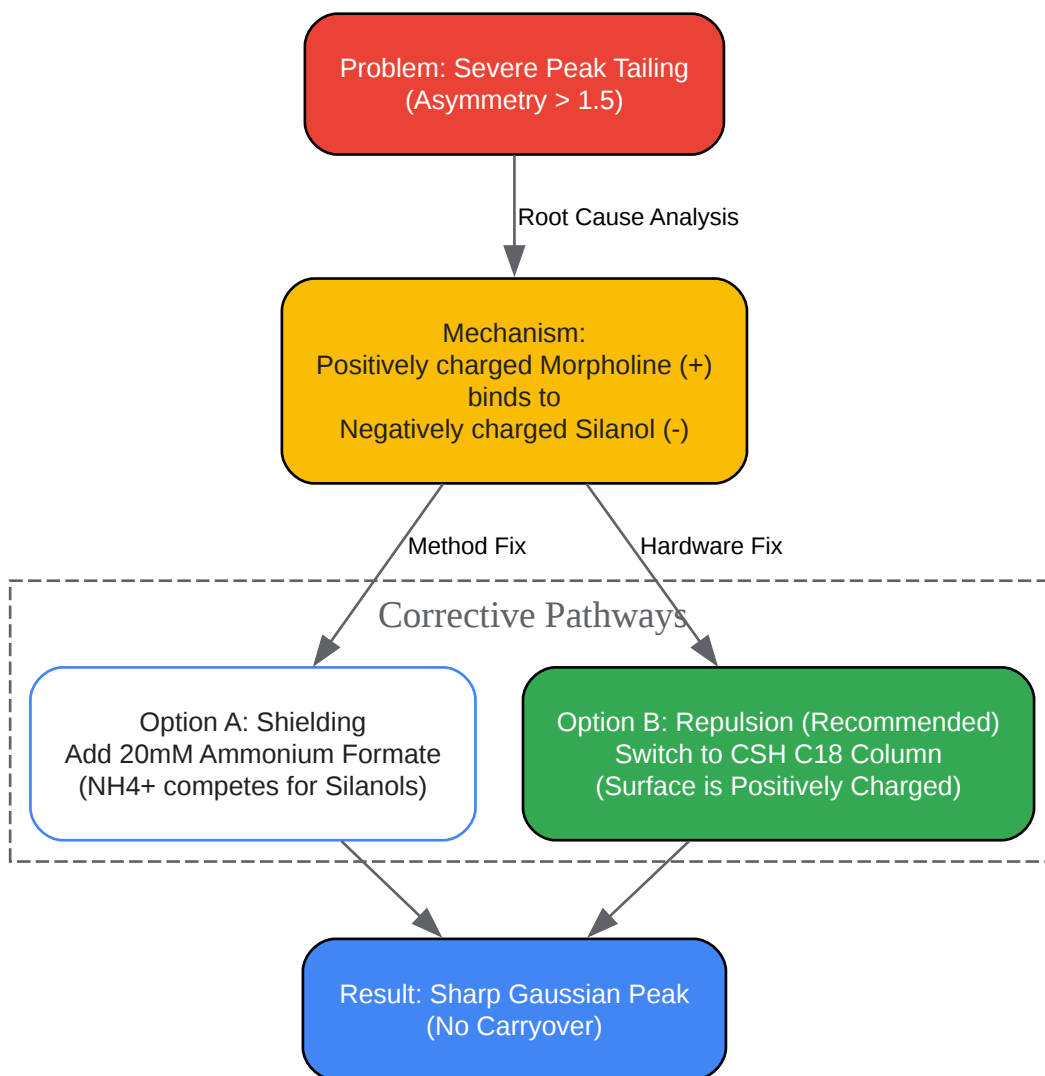 Problem: Severe Peak Tailing
(Asymmetry > 1.5)
Root Cause Analysis
Mechanism:
Positively charged Morpholine (+)
binds to
Negatively charged Silanol (-)
Method Fix
Hardware Fix
Corrective Pathways
Option A: Shielding
Add 20mM Ammonium Formate
(NH4+ competes for Silanols)
Option B: Repulsion (Recommended)
Switch to CSH C18 Column
(Surface is Positively Charged)
Result: Sharp Gaussian Peak
(No Carryover)